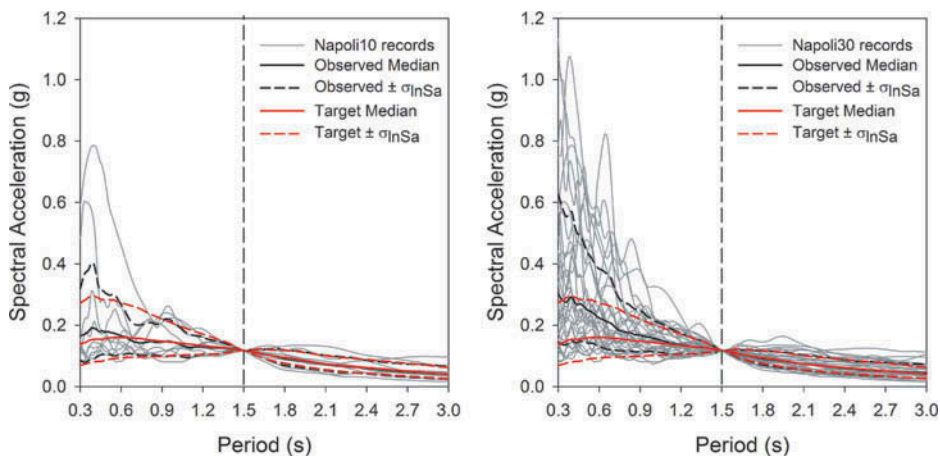 1.2
1.0
0.8
0.6
0.4
0.2
0.0
Spectral Acceleration (g)
Napoli10 records
Observed Median
Observed ± σlnSa
Target Median
Target ± σlnSa
0.3 0.6 0.9 1.2 1.5 1.8 2.1 2.4 2.7 3.0
Period (s)
1.2
1.0
0.8
0.6
0.4
0.2
0.0
Spectral Acceleration (g)
Napoli30 records
Observed Median
Observed ± σlnSa
Target Median
Target ± σlnSa
0.3 0.6 0.9 1.2 1.5 1.8 2.1 2.4 2.7 3.0
Period (s)